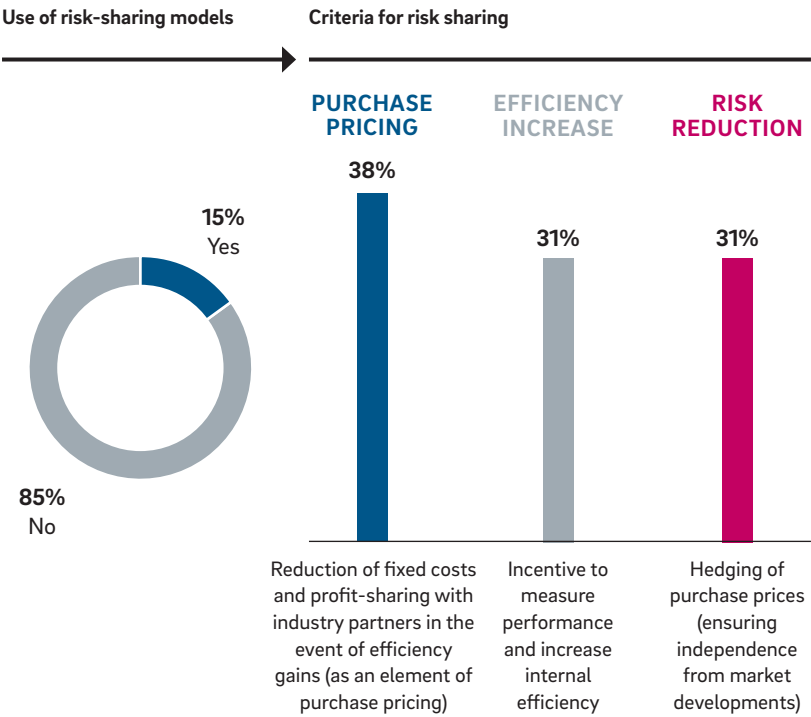 Use of risk-sharing models
Criteria for risk sharing
PURCHASE
PRICING
38%
EFFICIENCY
INCREASE
31%
RISK
REDUCTION
31%
15%
Yes
85%
No
Reduction of fixed costs
and profit-sharing with
industry partners in the
event of efficiency
gains (as an element of
purchase pricing)
Incentive to
measure
performance
and increase
internal
efficiency
Hedging of
purchase prices
(ensuring
independence
from market
developments)